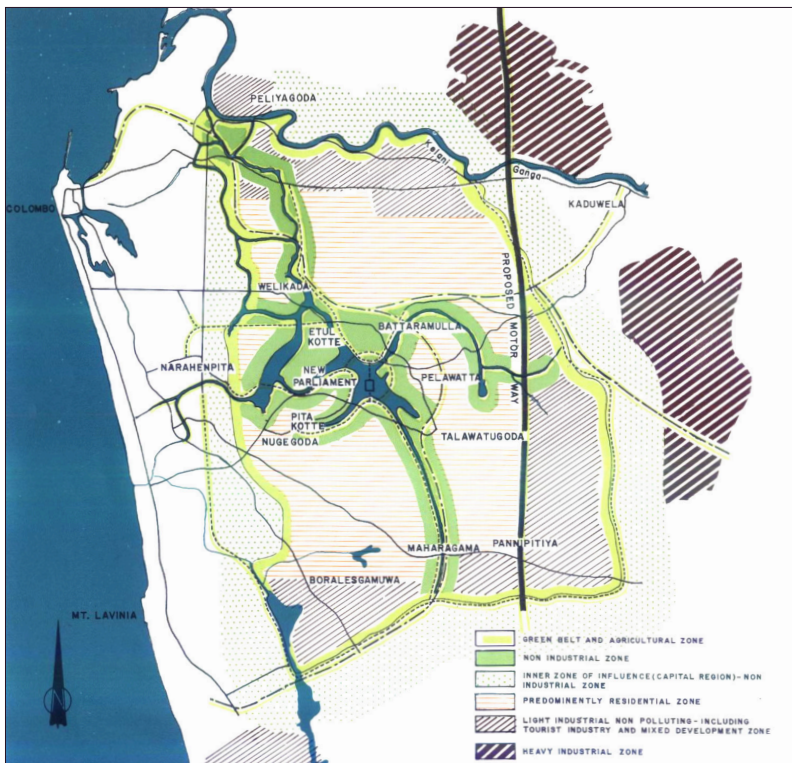 PELIYAGODA
Kelani
Ganga
KADUWELA
COLOMBO
PROPOSED MOTOR WAY
WELIKADA
ETUL
KOTTE
BATTARAMULLA
NARAHENPITA
NEW
PARLIAMENT
PELAWATTA
PITA
KOTTE
NUGEGODA
TALAWATUGODA
MAHARAGAMA
PANNIPITIYA
BORALESGAMUWA
MT. LAVINIA
N
GREEN BELT AND AGRICULTURAL ZONE
NON INDUSTRIAL ZONE
INNER ZONE OF INFLUENCE (CAPITAL REGION)-NON
INDUSTRIAL ZONE
PREDOMINENTLY RESIDENTIAL ZONE
LIGHT INDUSTRIAL NON POLLUTING - INCLUDING
TOURIST INDUSTRY AND MIXED DEVELOPMENT ZONE
HEAVY INDUSTRIAL ZONE